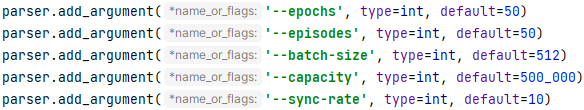 parser.add_argument( *name_or_flags: '--epochs', type=int, default=50)
parser.add_argument( *name_or_flags: '--episodes', type=int, default=50)
parser.add_argument( *name_or_flags: '--batch-size', type=int, default=512)
parser.add_argument( *name_or_flags: '--capacity', type=int, default=500_000)
parser.add_argument( *name_or_flags: '--sync-rate', type=int, default=10)